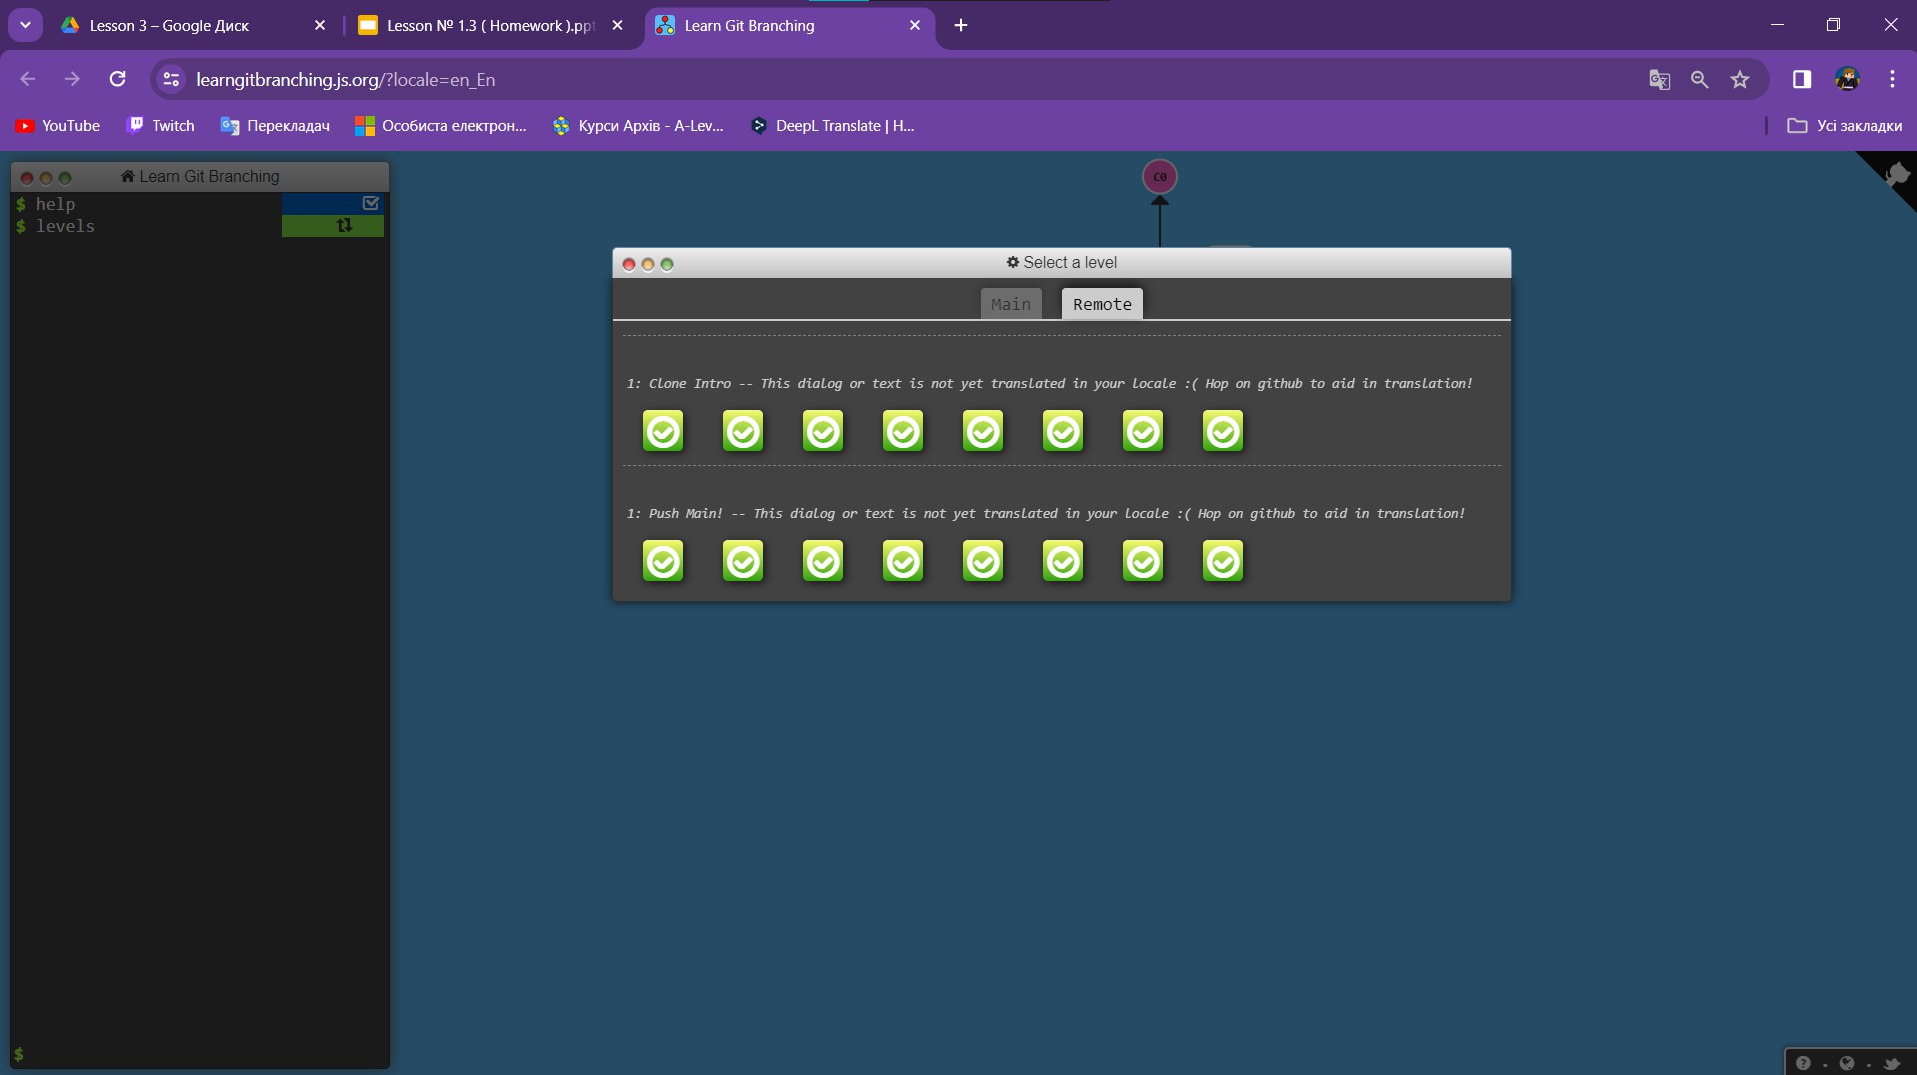 Lesson 3 – Google Диск
Lesson № 1.3 ( Homework ).ppt
Learn Git Branching
learngitbranching.js.org/?locale=en_En
YouTube
Twitch
Перекладач
Особиста електрон...
Курси Архів - A-Lev...
DeepL Translate | Н...
Усі закладки
Learn Git Branching
$ help
$ levels
$
C0
Select a level
Main
Remote
1: Clone Intro -- This dialog or text is not yet translated in your locale :( Hop on github to aid in translation!
1: Push Main! -- This dialog or text is not yet translated in your locale :( Hop on github to aid in translation!